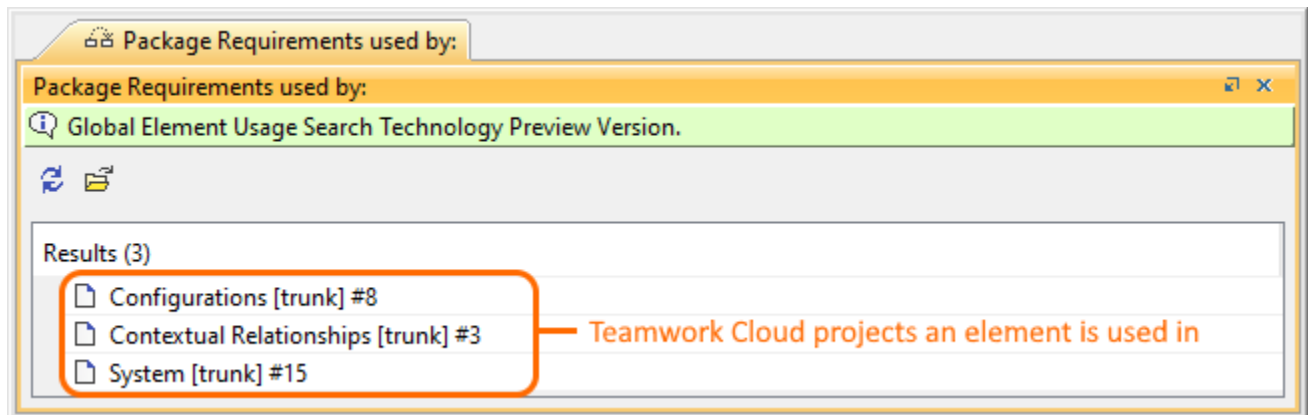 Package Requirements used by:
Package Requirements used by:
Global Element Usage Search Technology Preview Version.
Results (3)
Configurations [trunk] #8
Contextual Relationships [trunk] #3
Teamwork Cloud projects an element is used in
System [trunk] #15